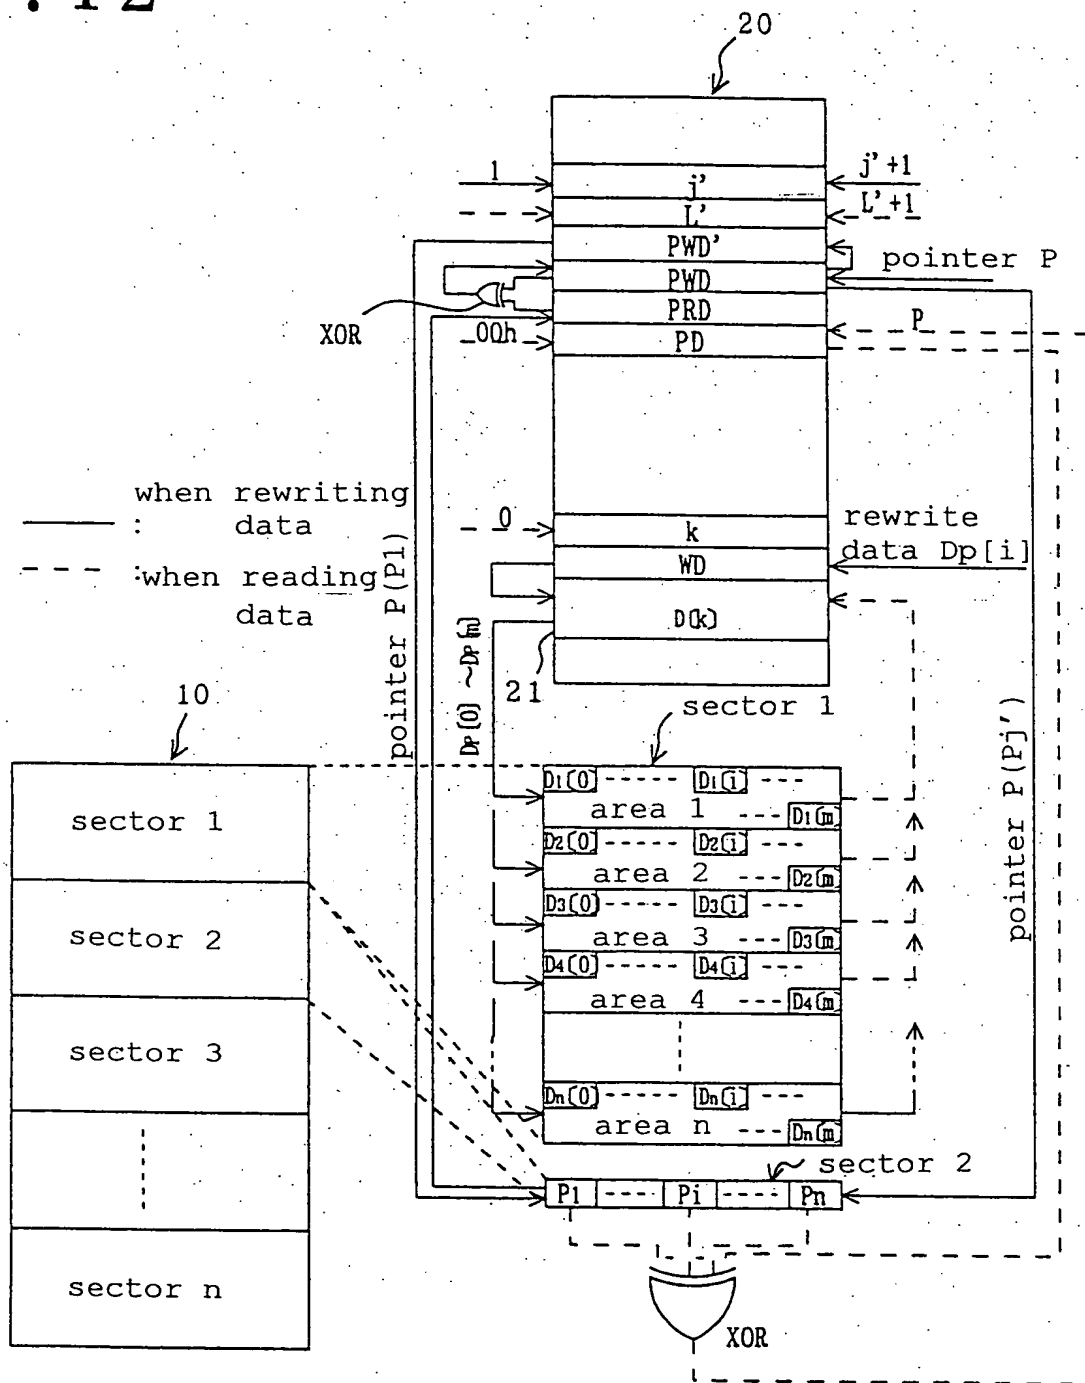 . 12
20
1
j'
j'+1
L'
L'+1
PWD'
PWD
pointer P
PRD
XOR
00h
PD
P
when rewriting
: data
:when reading
data
0
k
rewrite
data Dp[i]
WD
D(k)
pointer P(P1)
Dp[0] ~Dp[m]
21
pointer P(Pj')
10
sector 1
sector 1
D1(0) ----- D1(i) ---
area 1 --- D1(m)
sector 2
D2(0) ----- D2(i) ---
area 2 --- D2(m)
D3(0) ----- D3(i) ---
area 3 --- D3(m)
D4(0) ----- D4(i) ---
area 4 --- D4(m)
sector 3
Dn(0) ----- Dn(i) ---
area n --- Dn(m)
sector 2
P1 ---- Pi ---- Pn
sector n
XOR